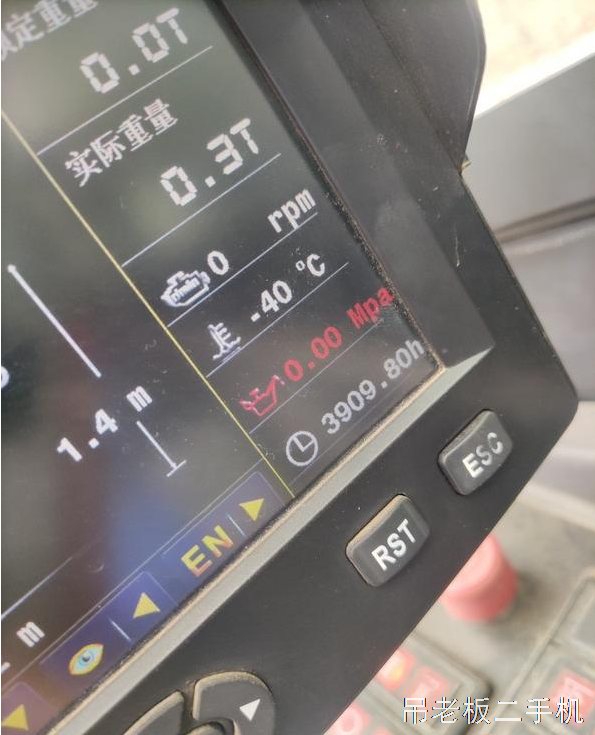 额定重量
0.0T
实际重量
0.3T
0 rpm
-40 °C
0.00 Mpa
3909.80h
1.4 m
EN
m
ESC
RST
吊老板二手机